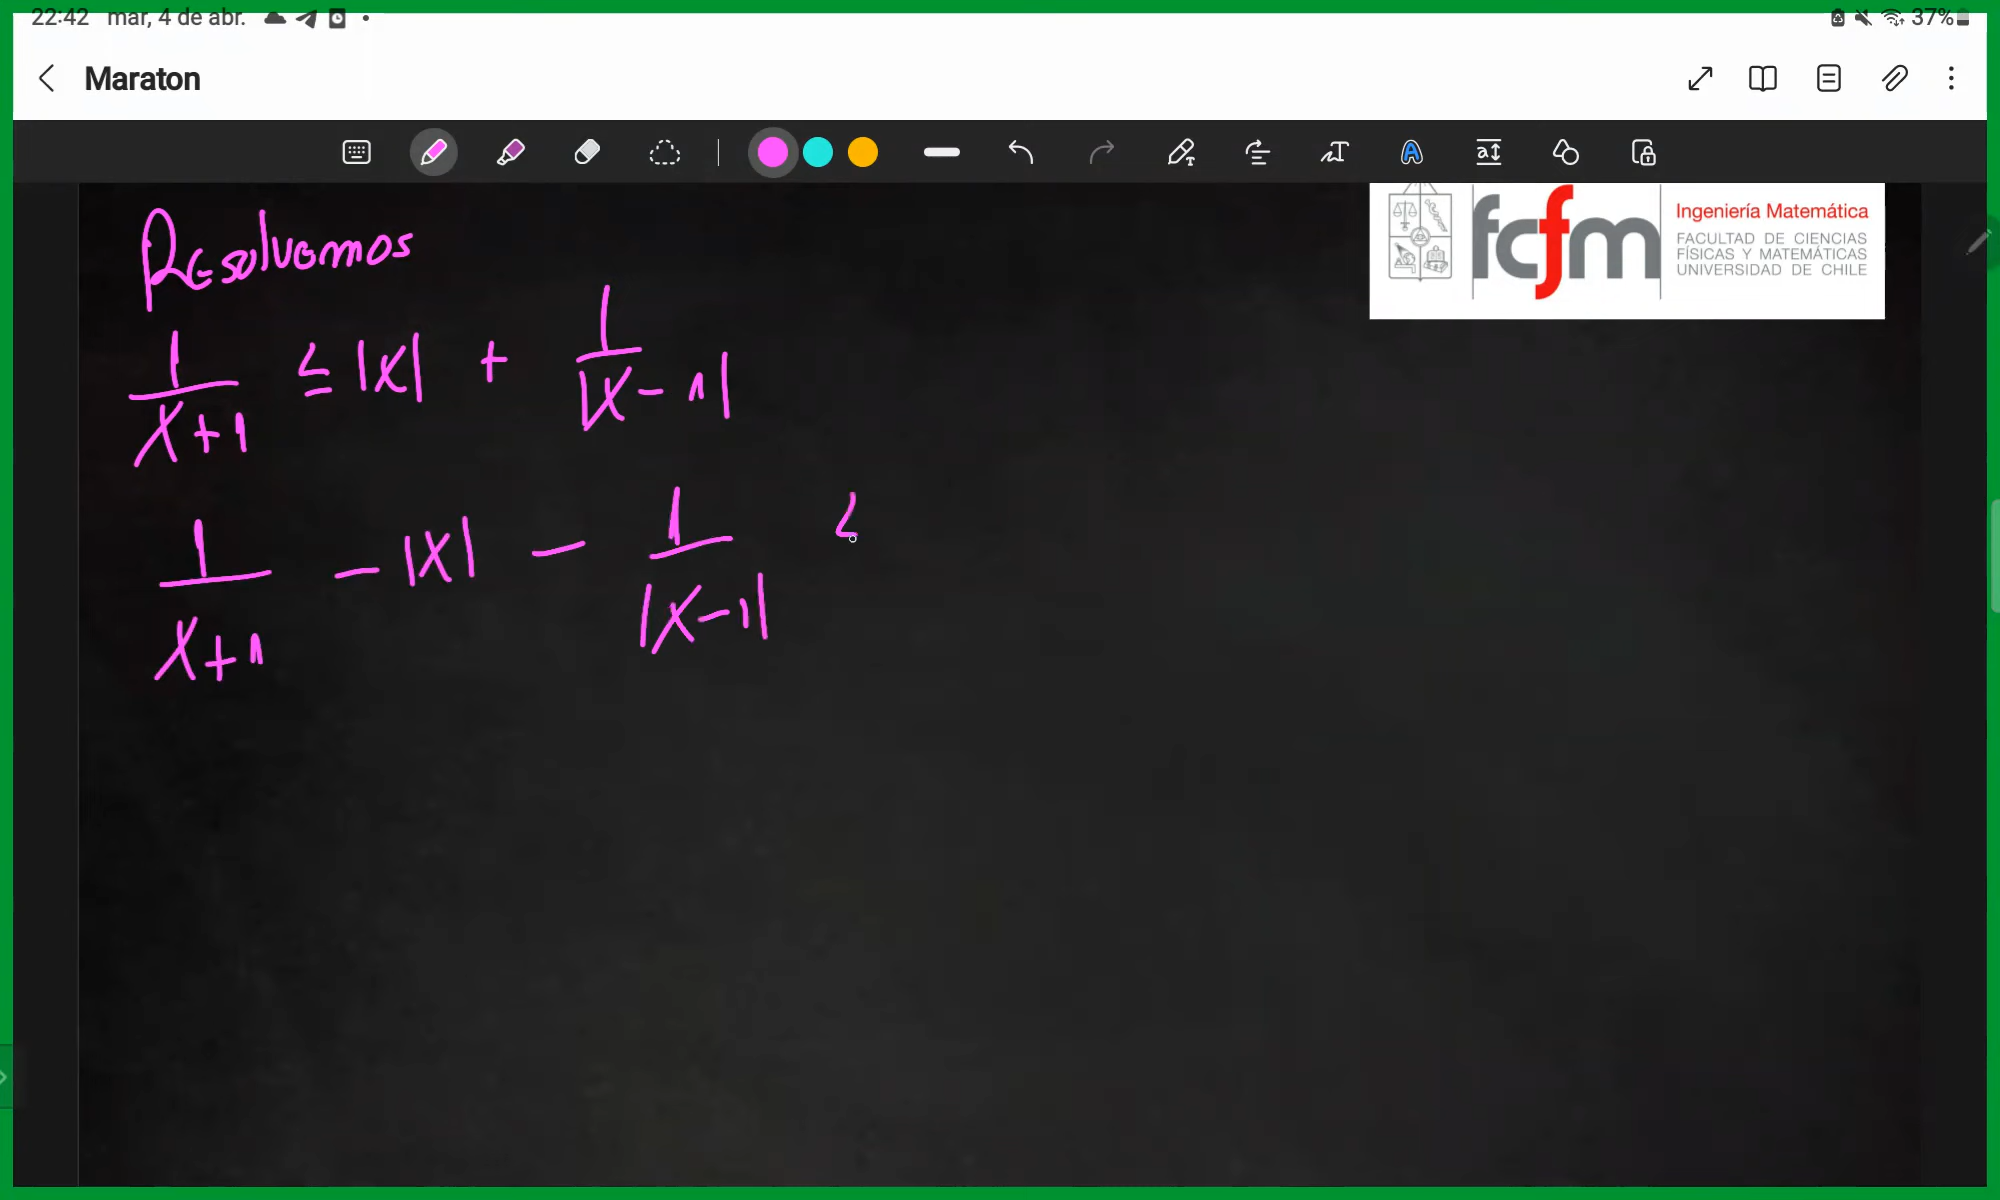 22:42 mar, 4 de abr. 37%
Maraton
A a
Resolvemos
fcfm
Ingeniería Matemática
FACULTAD DE CIENCIAS
FÍSICAS Y MATEMÁTICAS
UNIVERSIDAD DE CHILE
1/(x+1) ≤ |x| + 1/|x-1|
1/(x+1) - |x| - 1/|x-1| <